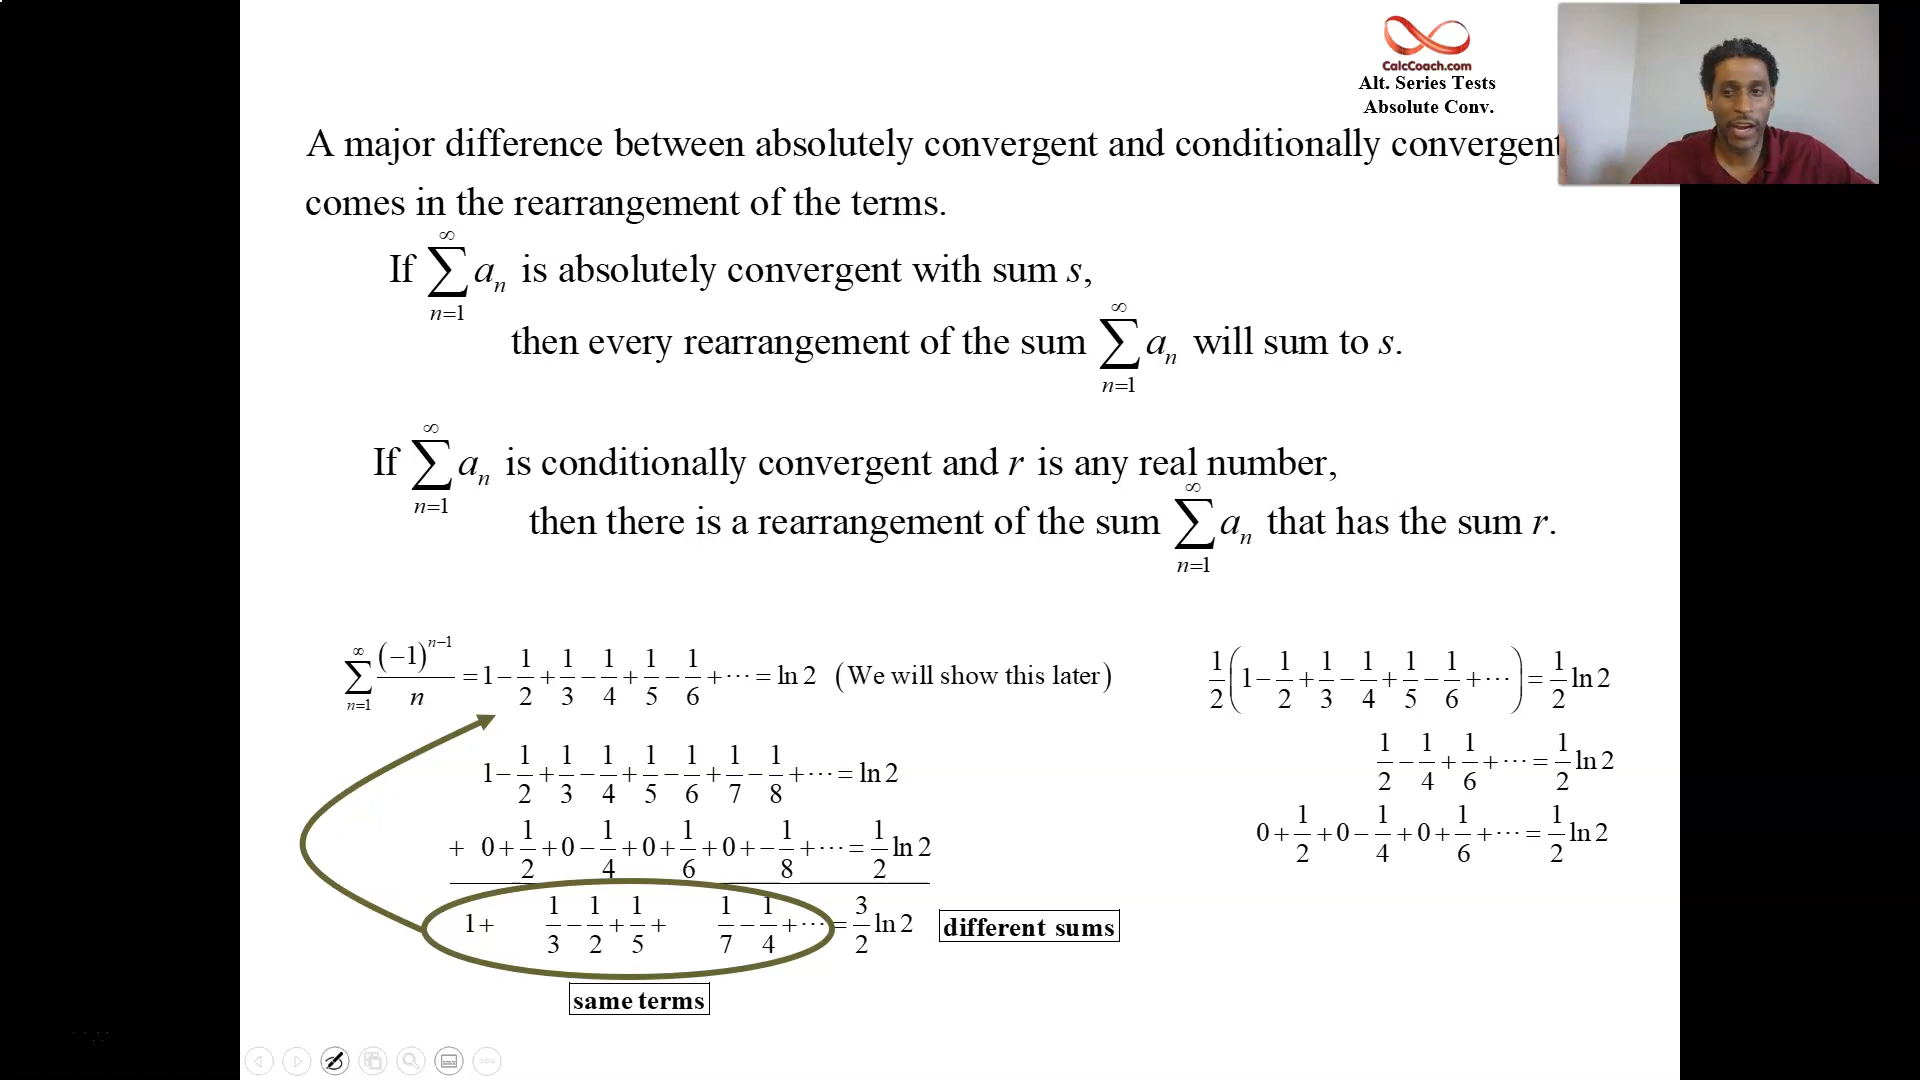 CalcCoach.com
Alt. Series Tests
Absolute Conv.
A major difference between absolutely convergent and conditionally convergent
comes in the rearrangement of the terms.
If ∑_{n=1}^{∞} a_n is absolutely convergent with sum s,
then every rearrangement of the sum ∑_{n=1}^{∞} a_n will sum to s.
If ∑_{n=1}^{∞} a_n is conditionally convergent and r is any real number,
then there is a rearrangement of the sum ∑_{n=1}^{∞} a_n that has the sum r.
∑_{n=1}^{∞} (−1)^{n−1}/n = 1 − 1/2 + 1/3 − 1/4 + 1/5 − 1/6 + ⋯ = ln 2 (We will show this later)
1 − 1/2 + 1/3 − 1/4 + 1/5 − 1/6 + 1/7 − 1/8 + ⋯ = ln 2
+ 0 + 1/2 + 0 − 1/4 + 0 + 1/6 + 0 + − 1/8 + ⋯ = 1/2 ln 2
1 + 1/3 − 1/2 + 1/5 + 1/7 − 1/4 + ⋯ = 3/2 ln 2
different sums
same terms
1/2 (1 − 1/2 + 1/3 − 1/4 + 1/5 − 1/6 + ⋯) = 1/2 ln 2
1/2 − 1/4 + 1/6 + ⋯ = 1/2 ln 2
0 + 1/2 + 0 − 1/4 + 0 + 1/6 + ⋯ = 1/2 ln 2